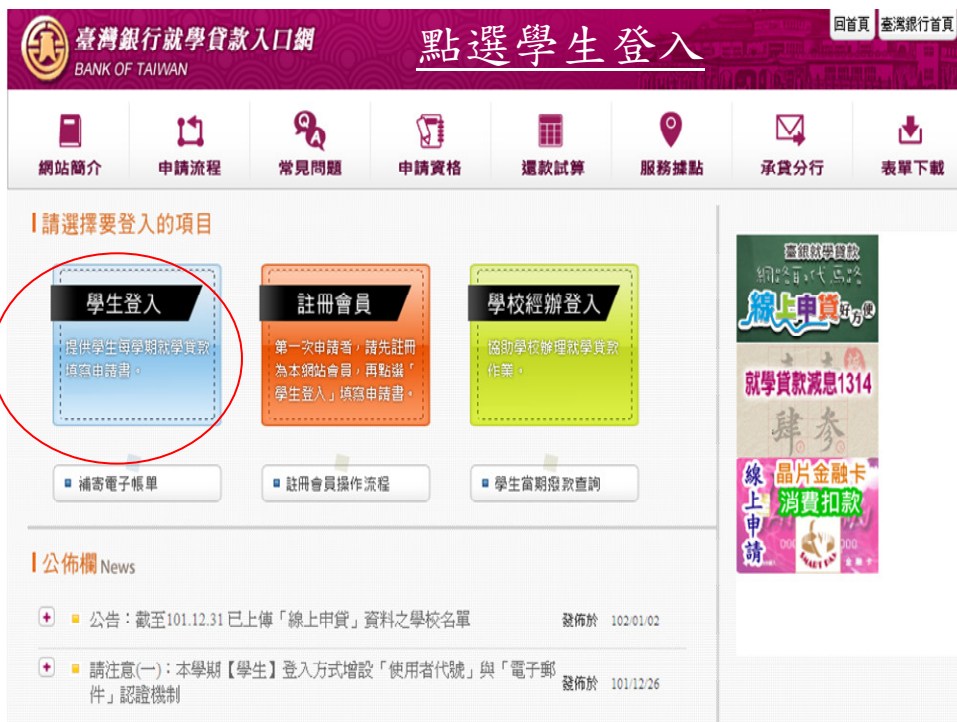 臺灣銀行就學貸款入口網
BANK OF TAIWAN
點選學生登入
回首頁
臺灣銀行首頁
網站簡介
申請流程
常見問題
申請資格
還款試算
服務據點
承貸分行
表單下載
請選擇要登入的項目
學生登入
提供學生每學期就學貸款
填寫申請書。
註冊會員
第一次申請者,請先註冊
為本網站會員,再點選「
學生登入」填寫申請書。
學校經辦登入
協助學校辦理就學貸款
作業。
補寄電子帳單
註冊會員操作流程
學生當期撥款查詢
臺銀就學貸款
線上申貸好方便
就學貸款減息1314
肆 參
線上申請
晶片金融卡
消費扣款
公佈欄 News
公告:截至101.12.31已上傳「線上申貸」資料之學校名單
發佈於 102/01/02
請注意(一):本學期【學生】登入方式增設「使用者代號」與「電子郵
件」認證機制
發佈於 101/12/26